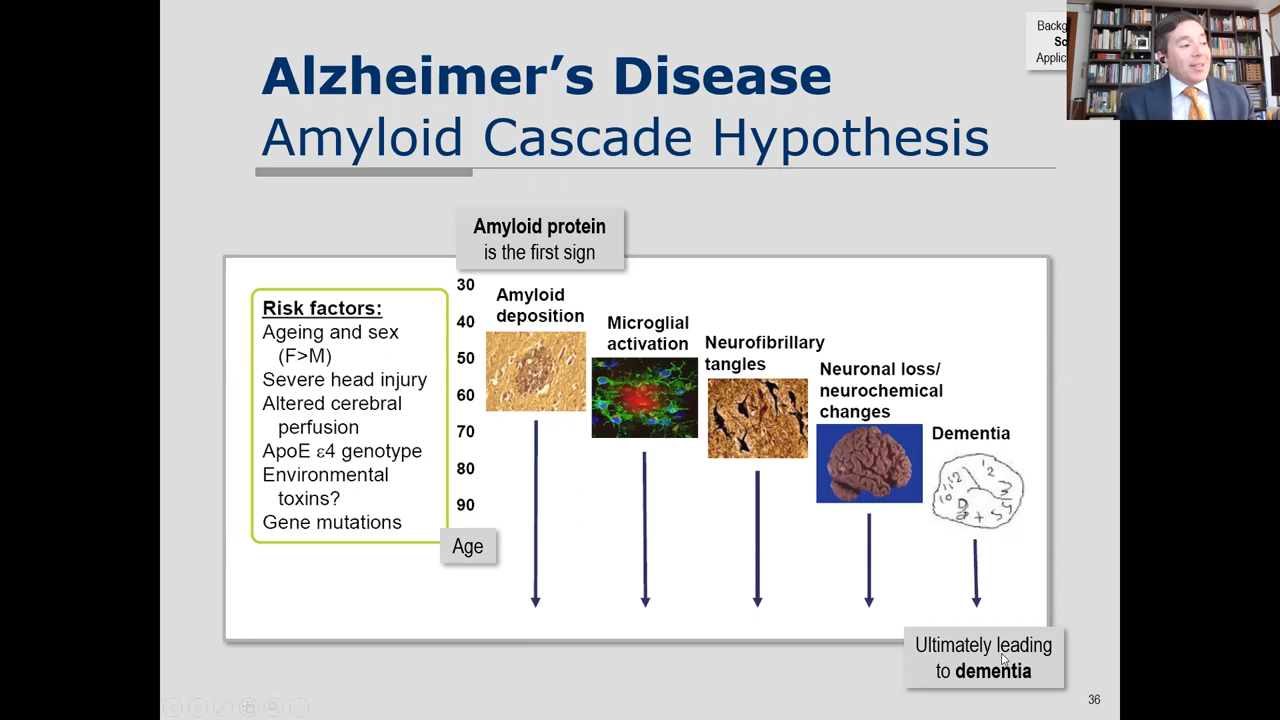 Alzheimer’s Disease
Amyloid Cascade Hypothesis
Amyloid protein
is the first sign
Risk factors:
Ageing and sex
(F>M)
Severe head injury
Altered cerebral
perfusion
ApoE ε4 genotype
Environmental
toxins?
Gene mutations
30
40
50
60
70
80
90
Age
Amyloid
deposition
Microglial
activation
Neurofibrillary
tangles
Neuronal loss/
neurochemical
changes
Dementia
Ultimately leading
to dementia
36